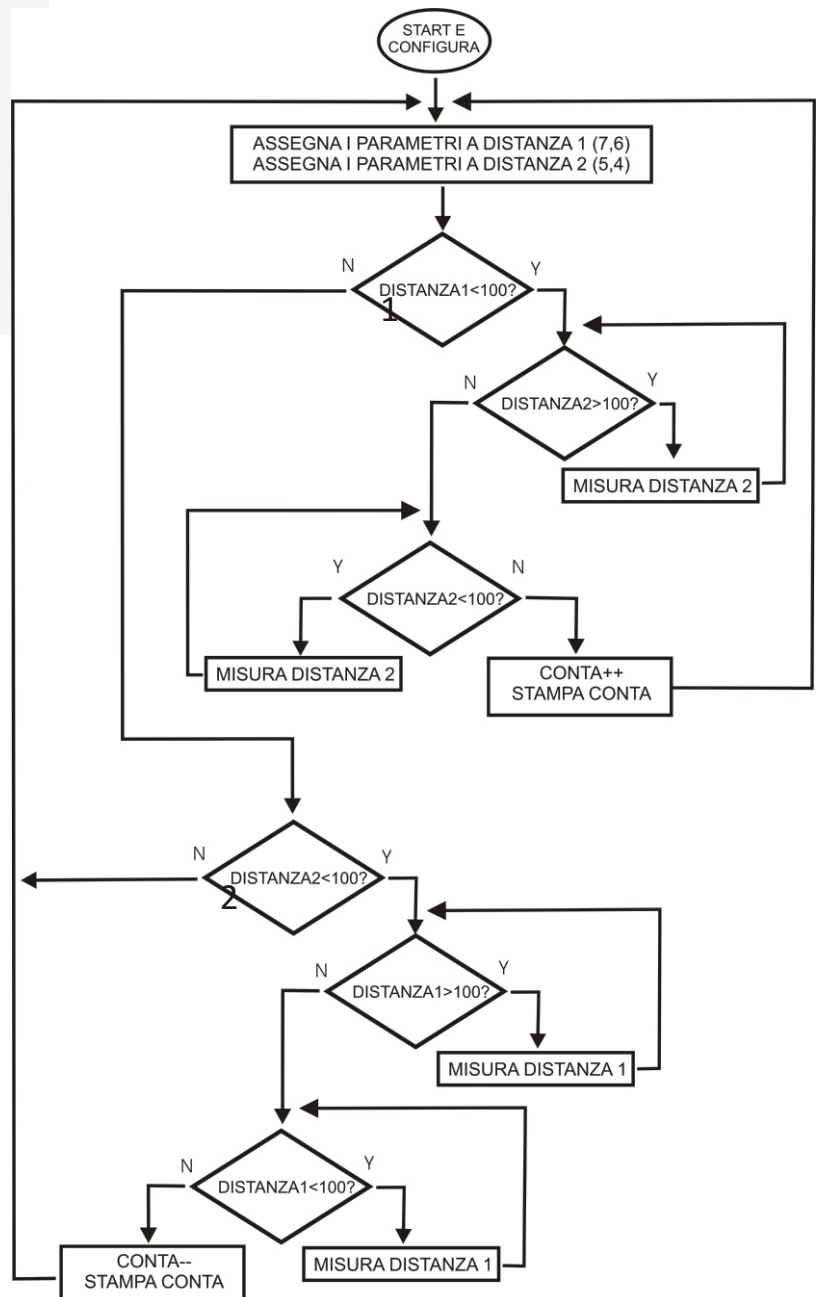 START E
CONFIGURA
ASSEGNA I PARAMETRI A DISTANZA 1 (7,6)
ASSEGNA I PARAMETRI A DISTANZA 2 (5,4)
N
Y
DISTANZA1<100?
1
N
Y
DISTANZA2>100?
MISURA DISTANZA 2
Y
N
DISTANZA2<100?
MISURA DISTANZA 2
CONTA++
STAMPA CONTA
N
Y
DISTANZA2<100?
2
N
Y
DISTANZA1>100?
MISURA DISTANZA 1
N
Y
DISTANZA1<100?
CONTA--
STAMPA CONTA
MISURA DISTANZA 1